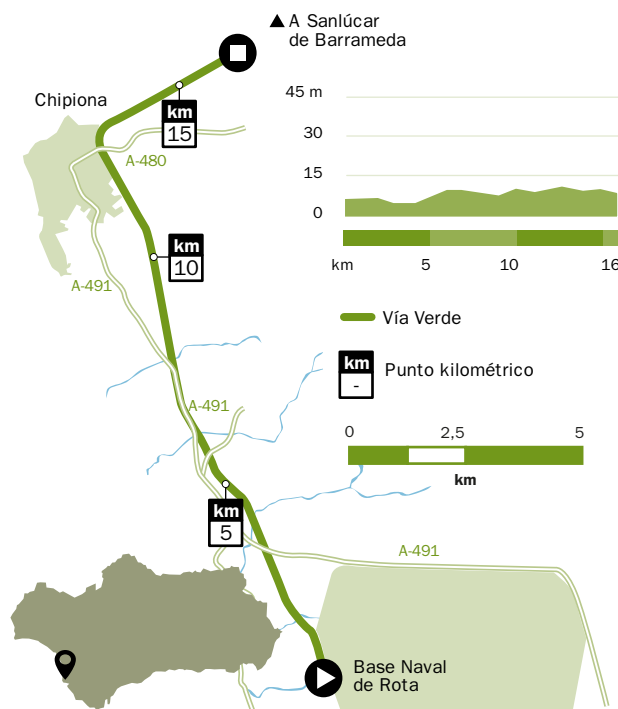 A Sanlúcar
de Barrameda
Chipiona
km
15
A-480
45 m
30
15
0
km
5
10
16
km
10
A-491
Vía Verde
km
-
Punto kilométrico
A-491
0
2,5
5
km
km
5
A-491
Base Naval
de Rota